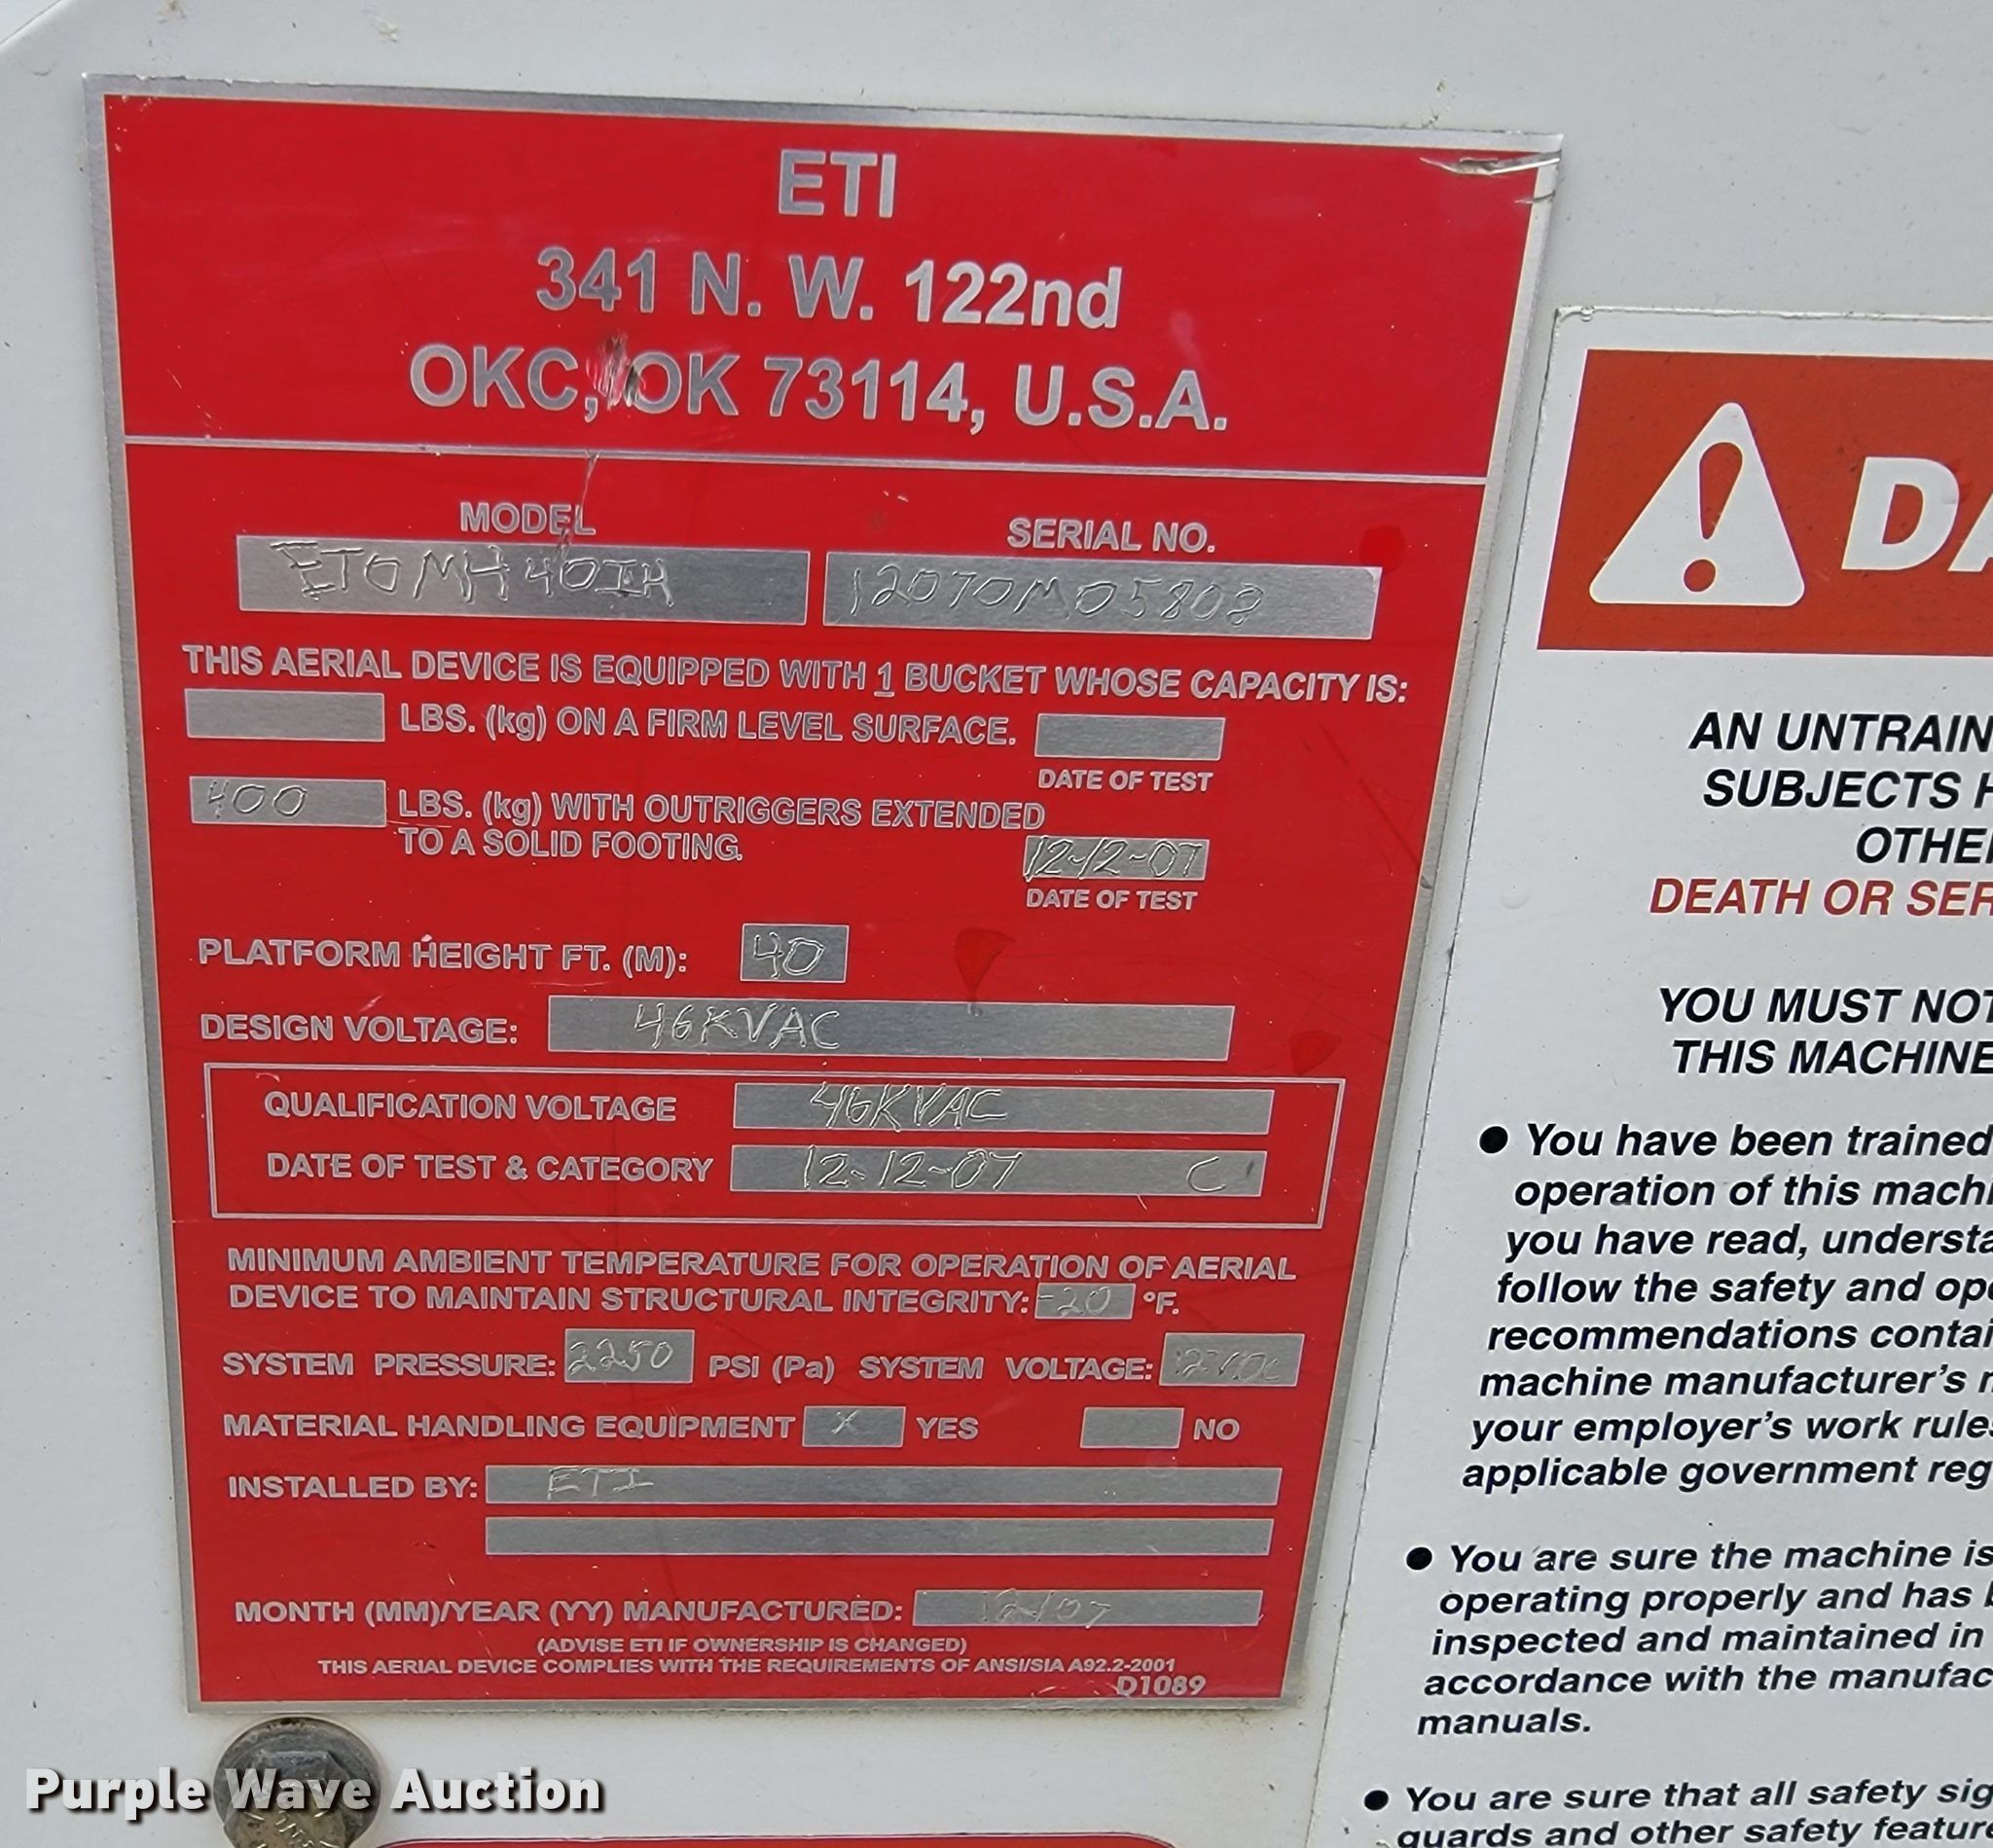 ETI
341 N. W. 122nd
OKC, OK 73114, U.S.A.
MODEL
SERIAL NO.
ETOMH40IH
12070M05808
THIS AERIAL DEVICE IS EQUIPPED WITH 1 BUCKET WHOSE CAPACITY IS:
LBS. (kg) ON A FIRM LEVEL SURFACE.
DATE OF TEST
400 LBS. (kg) WITH OUTRIGGERS EXTENDED
TO A SOLID FOOTING.
12-12-07
DATE OF TEST
PLATFORM HEIGHT FT. (M): 40
DESIGN VOLTAGE: 46KVAC
QUALIFICATION VOLTAGE 46KVAC
DATE OF TEST & CATEGORY 12-12-07 C
MINIMUM AMBIENT TEMPERATURE FOR OPERATION OF AERIAL
DEVICE TO MAINTAIN STRUCTURAL INTEGRITY: -20 °F.
SYSTEM PRESSURE: 2250 PSI (Pa) SYSTEM VOLTAGE: 12VDC
MATERIAL HANDLING EQUIPMENT X YES NO
INSTALLED BY: ETI
MONTH (MM)/YEAR (YY) MANUFACTURED: 12/07
(ADVISE ETI IF OWNERSHIP IS CHANGED)
THIS AERIAL DEVICE COMPLIES WITH THE REQUIREMENTS OF ANSI/SIA A92.2-2001
D1089
DA
AN UNTRAIN
SUBJECTS H
OTHE
DEATH OR SER
YOU MUST NOT
THIS MACHINE
● You have been trained
operation of this machi
you have read, understa
follow the safety and ope
recommendations contai
machine manufacturer's
your employer's work rules
applicable government reg
● You are sure the machine is
operating properly and has
inspected and maintained in
accordance with the manufac
manuals.
● You are sure that all safety sig
guards and other safety feature
Purple Wave Auction